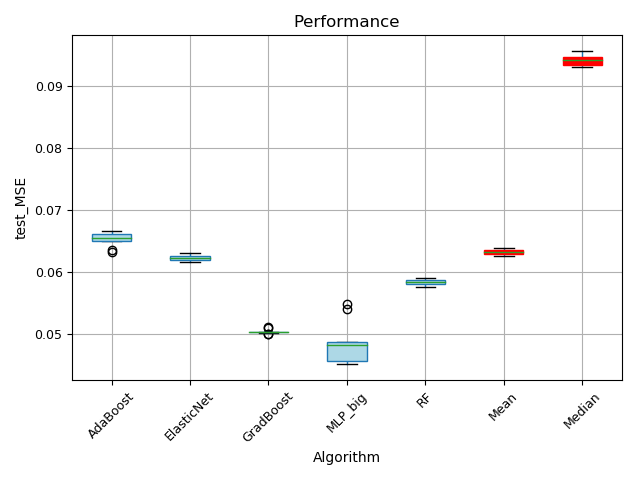 Performance
test_MSE
0.09
0.08
0.07
0.06
0.05
AdaBoost
ElasticNet
GradBoost
MLP_big
RF
Mean
Median
Algorithm